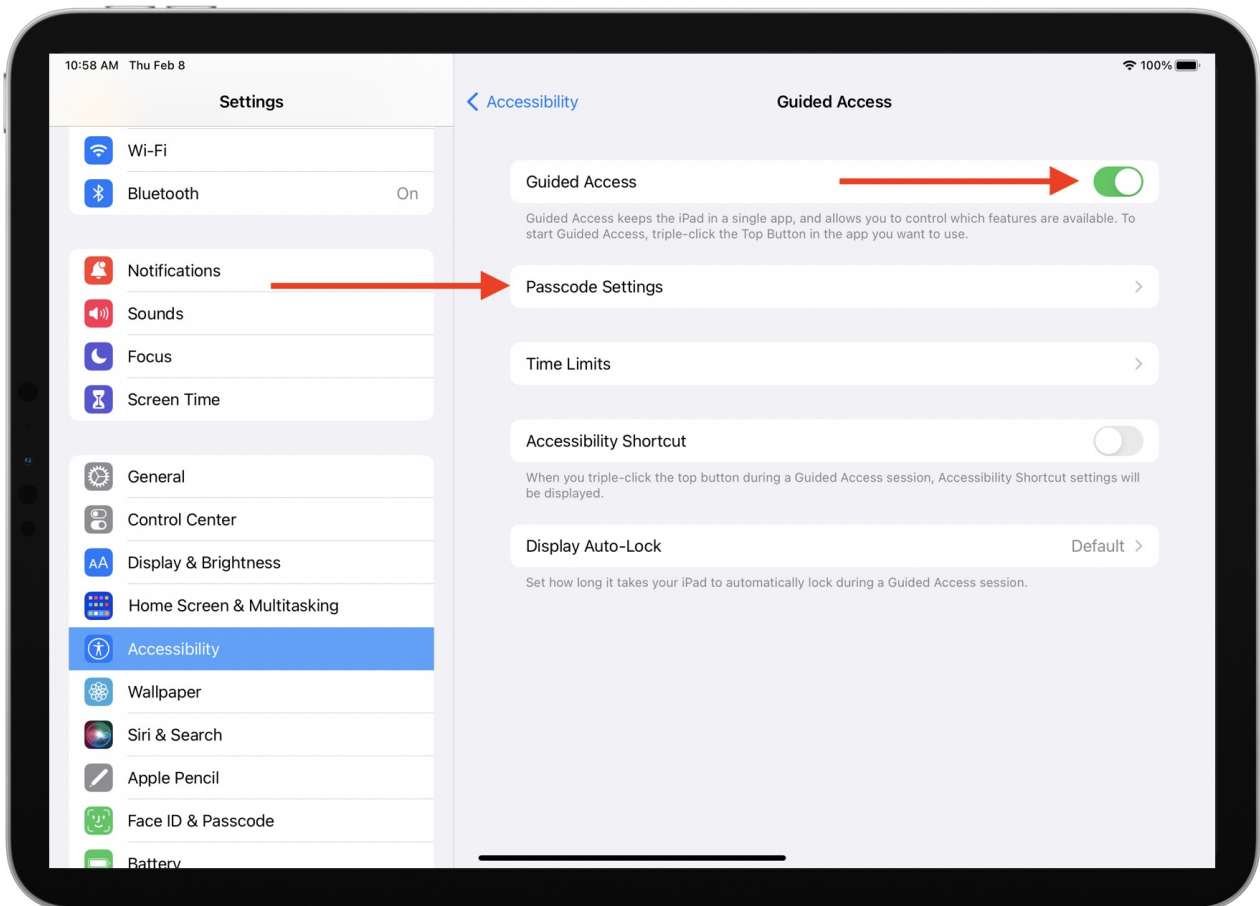 10:58 AM Thu Feb 8
100%
Settings
Wi-Fi
Bluetooth
On
Notifications
Sounds
Focus
Screen Time
General
Control Center
AA
Display & Brightness
Home Screen & Multitasking
Accessibility
Wallpaper
Siri & Search
Apple Pencil
Face ID & Passcode
Battery
Accessibility
Guided Access
Guided Access
Guided Access keeps the iPad in a single app, and allows you to control which features are available. To
start Guided Access, triple-click the Top Button in the app you want to use.
Passcode Settings
Time Limits
Accessibility Shortcut
When you triple-click the top button during a Guided Access session, Accessibility Shortcut settings will
be displayed.
Display Auto-Lock
Default
Set how long it takes your iPad to automatically lock during a Guided Access session.